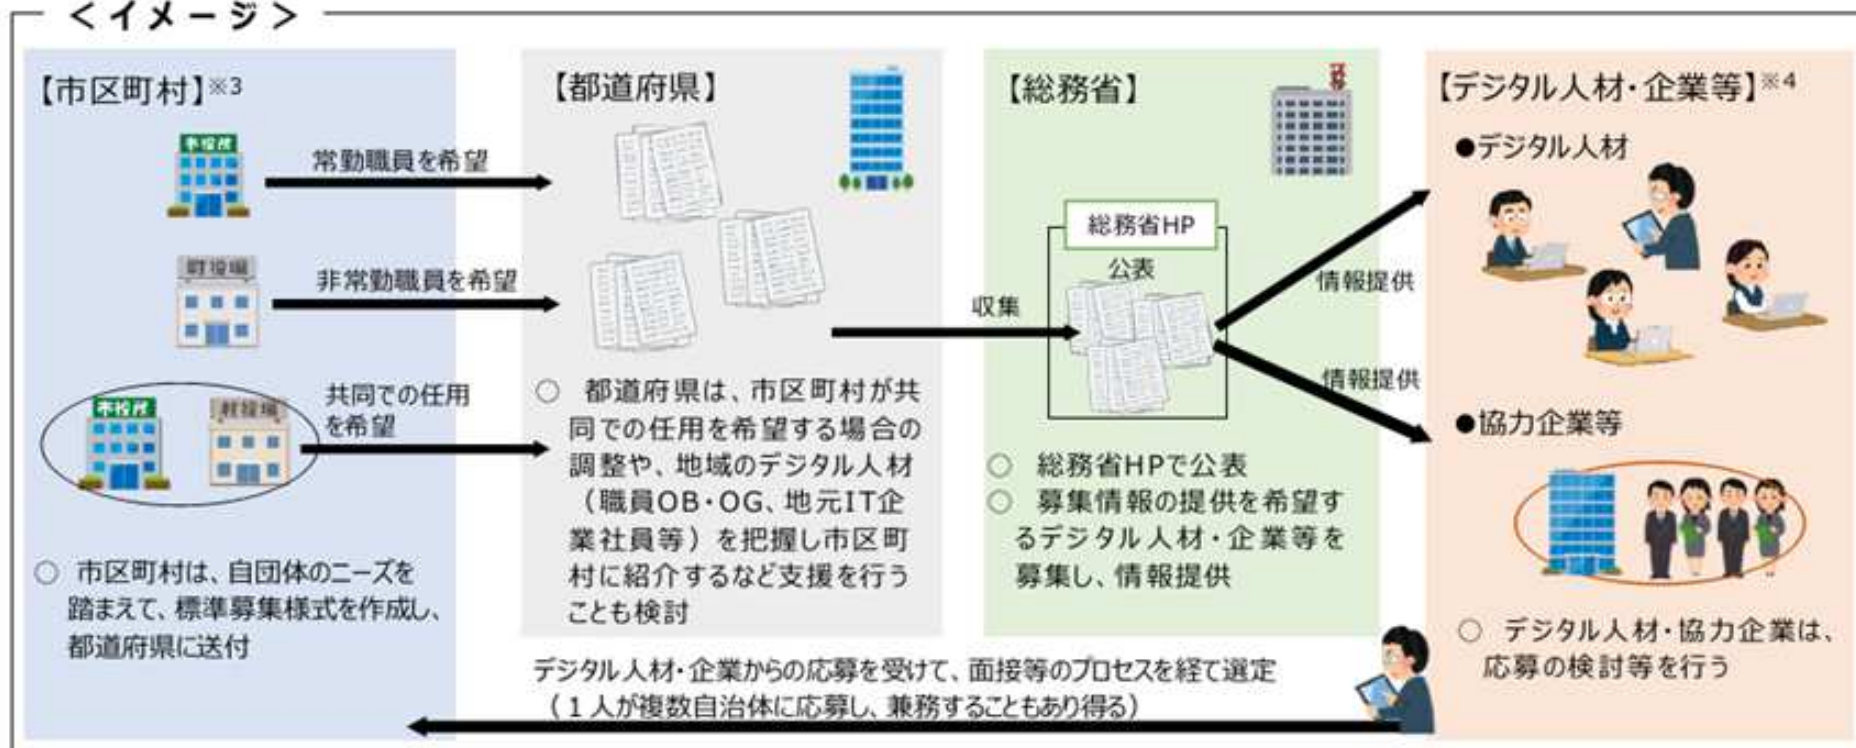 ＜イメージ＞
【市区町村】※3
市役所
常勤職員を希望
町役場
非常勤職員を希望
市役所
村役場
共同での任用
を希望
○ 市区町村は、自団体のニーズを
踏まえて、標準募集様式を作成し、
都道府県に送付
【都道府県】
○ 都道府県は、市区町村が共
同での任用を希望する場合の
調整や、地域のデジタル人材
（職員OB・OG、地元IT企
業社員等）を把握し市区町
村に紹介するなど支援を行う
ことも検討
収集
【総務省】
総務省HP
公表
○ 総務省HPで公表
○ 募集情報の提供を希望す
るデジタル人材・企業等を
募集し、情報提供
情報提供
情報提供
【デジタル人材・企業等】※4
●デジタル人材
●協力企業等
○ デジタル人材・協力企業は、
応募の検討等を行う
デジタル人材・企業からの応募を受けて、面接等のプロセスを経て選定
（１人が複数自治体に応募し、兼務することもあり得る）